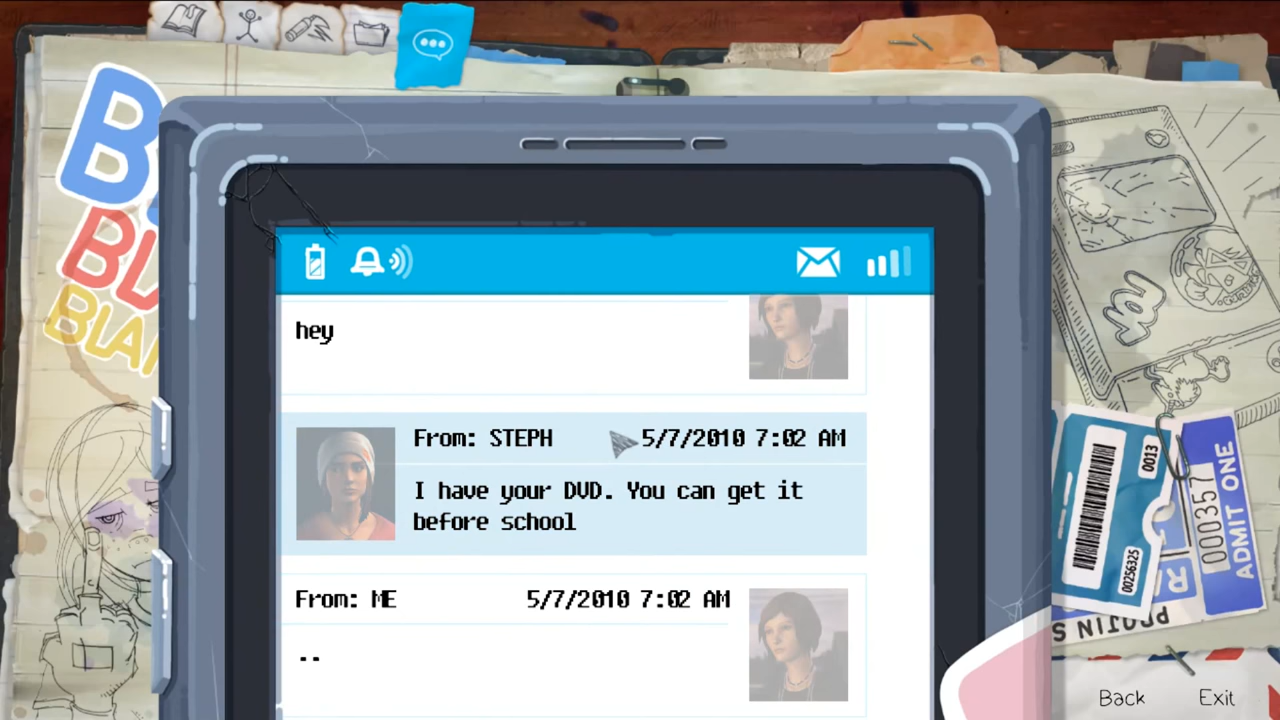 hey
From: STEPH 5/7/2010 7:02 AM
I have your DVD. You can get it
before school
From: ME 5/7/2010 7:02 AM
..
0013
00256325
000357
ADMIT ONE
Back
Exit